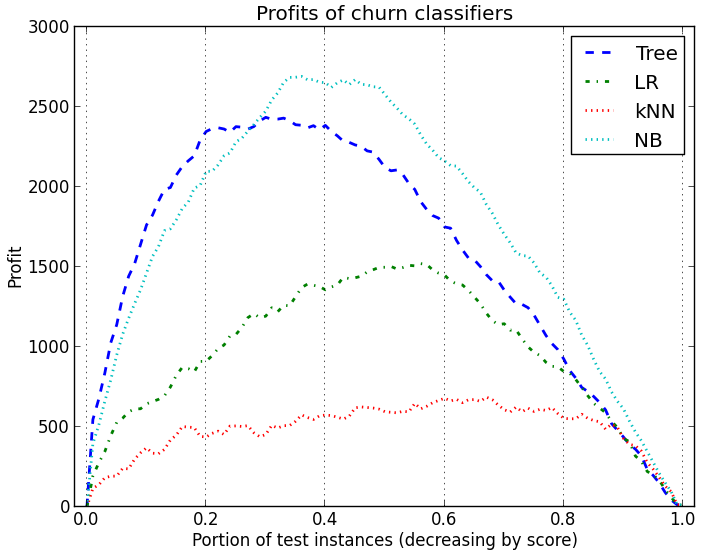 Profits of churn classifiers
3000
2500
2000
1500
1000
500
0
Profit
Tree
LR
kNN
NB
0.0 0.2 0.4 0.6 0.8 1.0
Portion of test instances (decreasing by score)